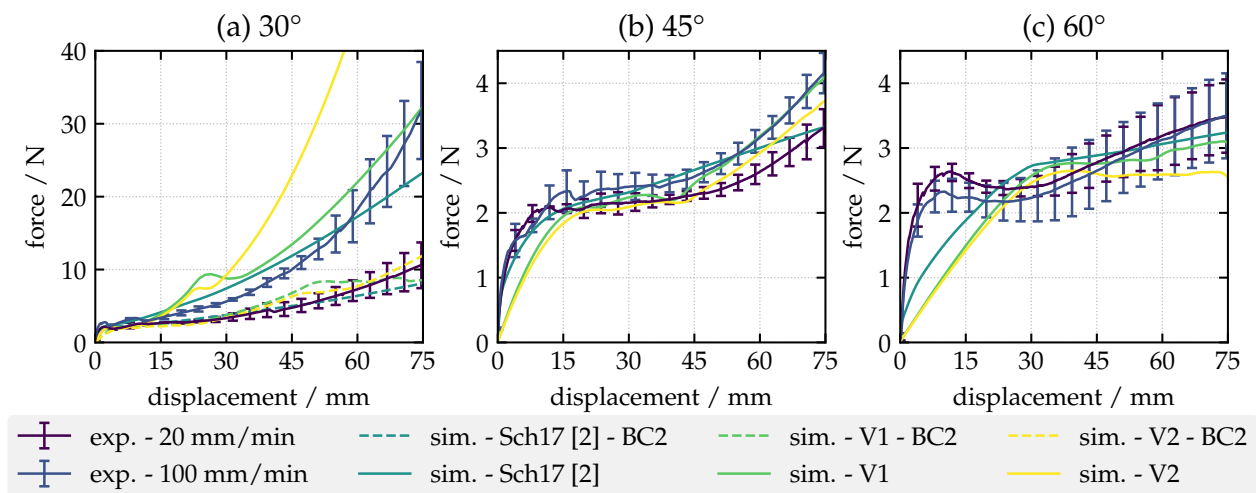 (a) 30° (b) 45° (c) 60°
force / N
40
30
20
10
0
0 15 30 45 60 75
displacement / mm
force / N
4
3
2
1
0
0 15 30 45 60 75
displacement / mm
force / N
4
3
2
1
0
0 15 30 45 60 75
displacement / mm
exp. - 20 mm/min sim. - Sch17 [2] - BC2 sim. - V1 - BC2 sim. - V2 - BC2
exp. - 100 mm/min sim. - Sch17 [2] sim. - V1 sim. - V2